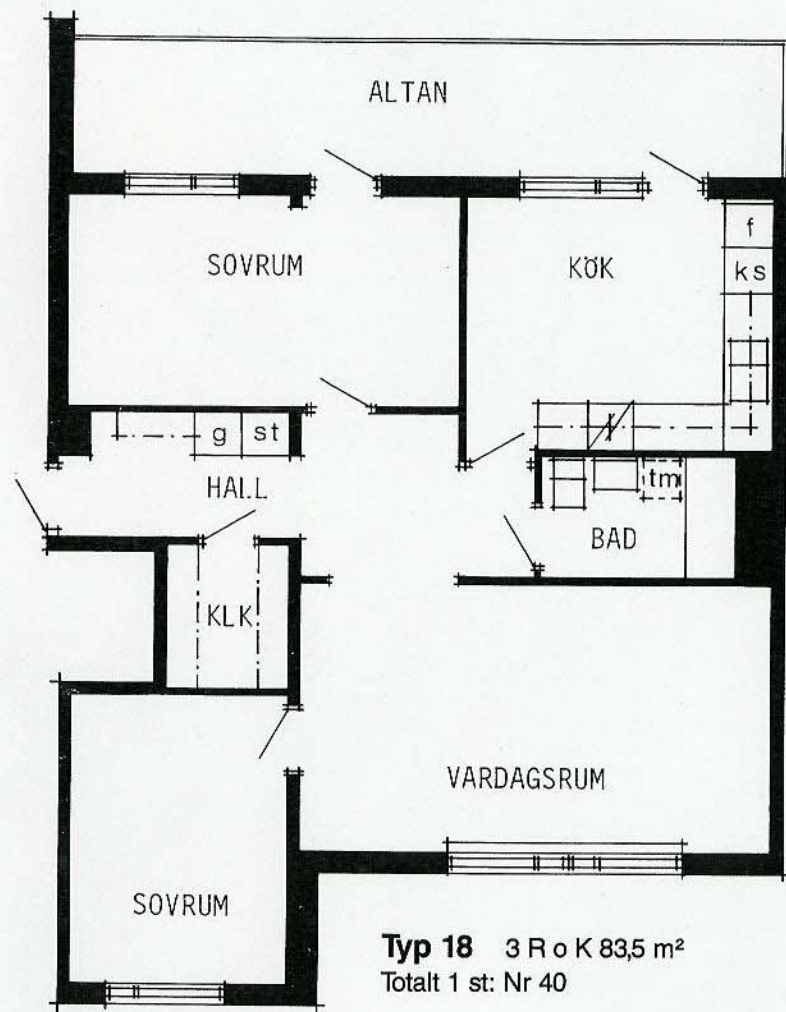 ALTAN
SOVRUM
KÖK
f
ks
g st
HALL
tm
BAD
KLK
VARDAGSRUM
SOVRUM
Typ 18 3 R o K 83,5 m²
Totalt 1 st: Nr 40